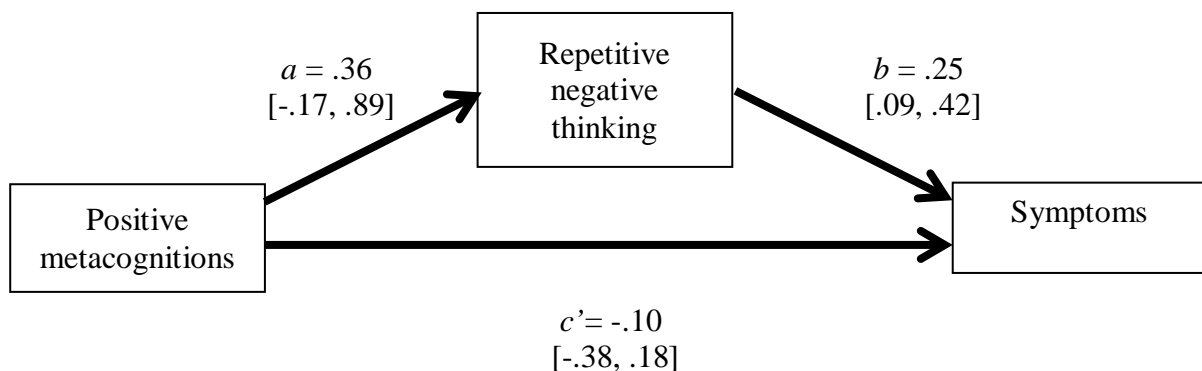 a = .36
[-.17, .89]
Repetitive
negative
thinking
b = .25
[.09, .42]
Positive
metacognitions
Symptoms
c’= -.10
[-.38, .18]